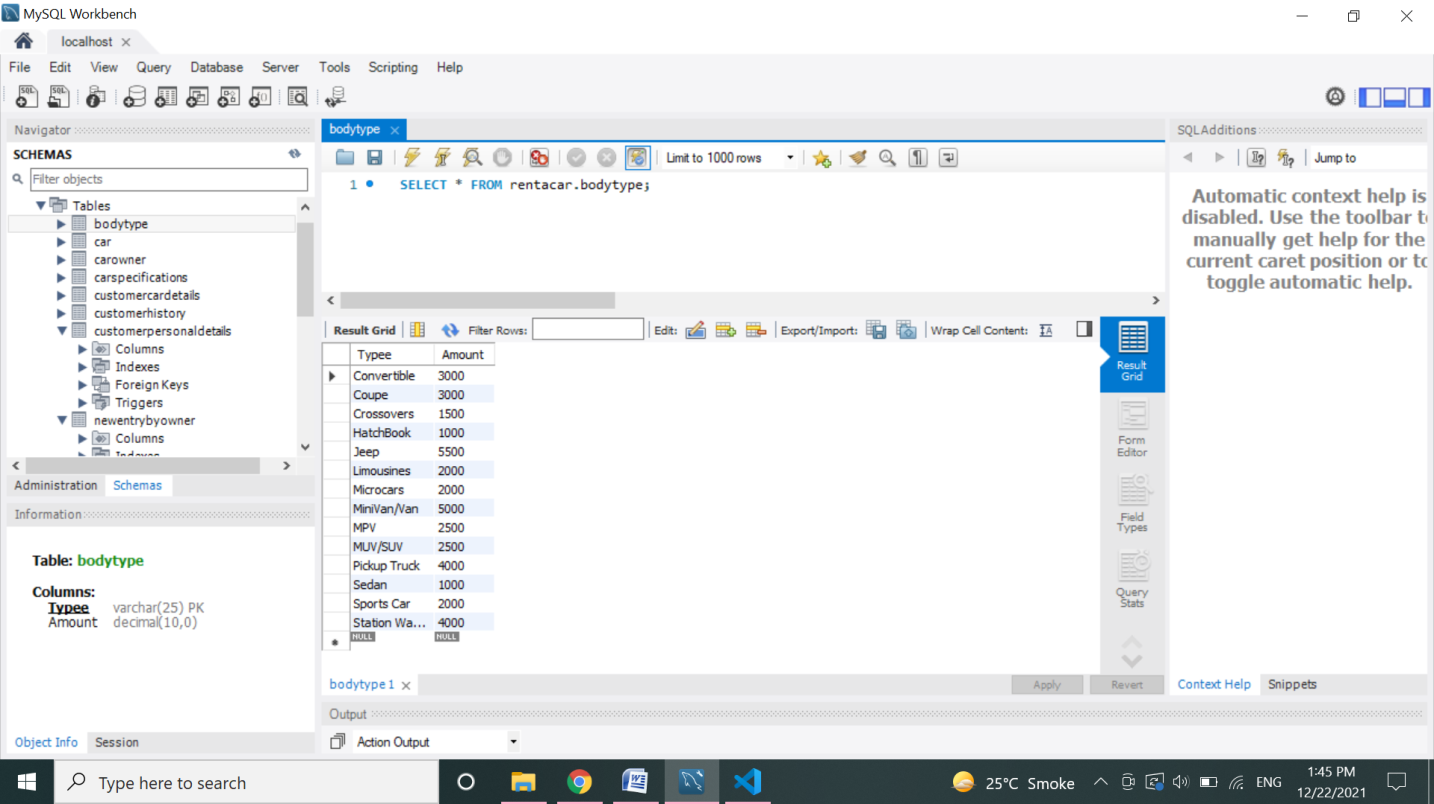 MySQL Workbench
localhost
File Edit View Query Database Server Tools Scripting Help
Navigator
SCHEMAS
Filter objects
Tables
bodytype
car
carowner
carspecifications
customercardetails
customerhistory
customerpersonaldetails
Columns
Indexes
Foreign Keys
Triggers
newentrybyowner
Columns
Indexes
Administration Schemas
Information
Table: bodytype
Columns:
Typee varchar(25) PK
Amount decimal(10,0)
Object Info Session
bodytype
Limit to 1000 rows
1 SELECT * FROM rentacar.bodytype;
Result Grid Filter Rows: Edit: Export/Import: Wrap Cell Content:
Typee Amount
Convertible 3000
Coupe 3000
Crossovers 1500
HatchBook 1000
Jeep 5500
Limousines 2000
Microcars 2000
MiniVan/Van 5000
MPV 2500
MUV/SUV 2500
Pickup Truck 4000
Sedan 1000
Sports Car 2000
Station Wa... 4000
NULL NULL
Result
Grid
Form
Editor
Field
Types
Query
Stats
bodytype 1 Apply Revert
Output
Action Output
SQLAdditions
Jump to
Automatic context help is
disabled. Use the toolbar to
manually get help for the
current caret position or to
toggle automatic help.
Context Help Snippets
Type here to search
25°C Smoke
ENG
1:45 PM
12/22/2021